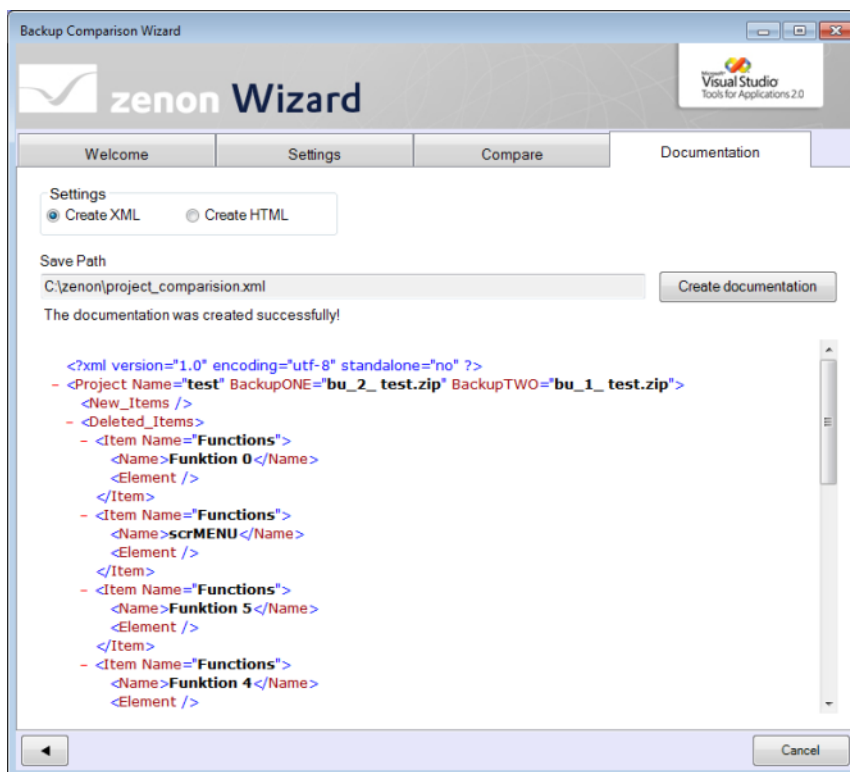 Backup Comparison Wizard
zenon Wizard
Microsoft
Visual Studio
Tools for Applications 2.0
Welcome Settings Compare Documentation
Settings
Create XML Create HTML
Save Path
C:\zenon\project_comparision.xml Create documentation
The documentation was created successfully!
<?xml version="1.0" encoding="utf-8" standalone="no" ?>
– <Project Name="test" BackupONE="bu_2_ test.zip" BackupTWO="bu_1_ test.zip">
<New_Items />
– <Deleted_Items>
– <Item Name="Functions">
<Name>Funktion 0</Name>
<Element />
</Item>
– <Item Name="Functions">
<Name>scrMENU</Name>
<Element />
</Item>
– <Item Name="Functions">
<Name>Funktion 5</Name>
<Element />
</Item>
– <Item Name="Functions">
<Name>Funktion 4</Name>
<Element />
Cancel